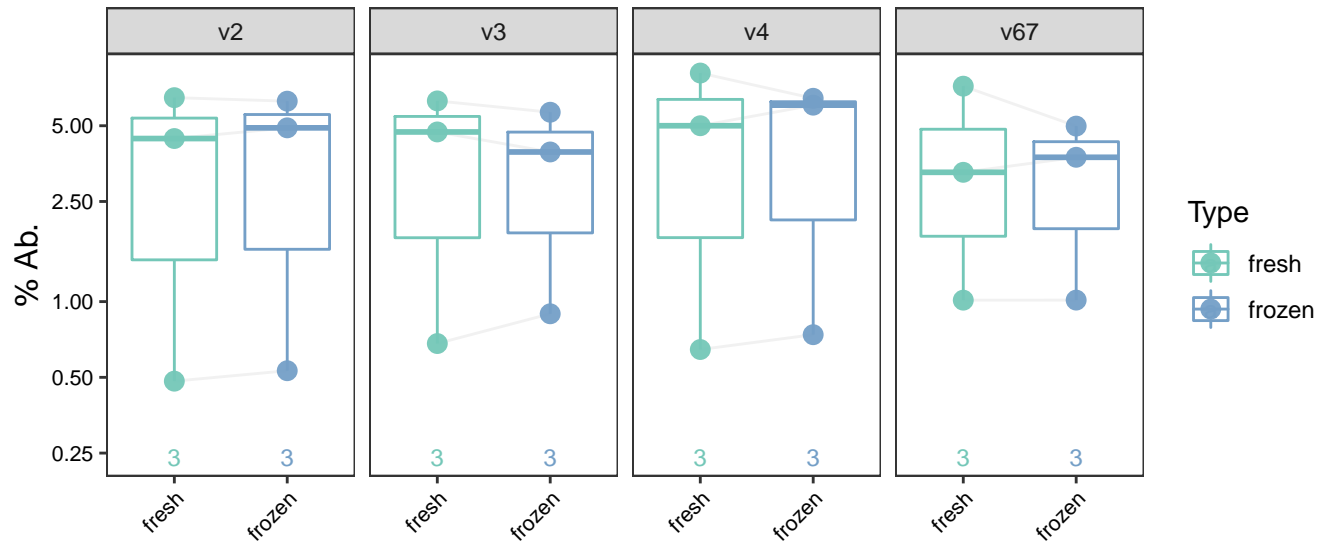 v2 v3 v4 v67
% Ab.
5.00
2.50
1.00
0.50
0.25
3 3 3 3 3 3 3 3
fresh frozen fresh frozen fresh frozen fresh frozen
Type
fresh
frozen